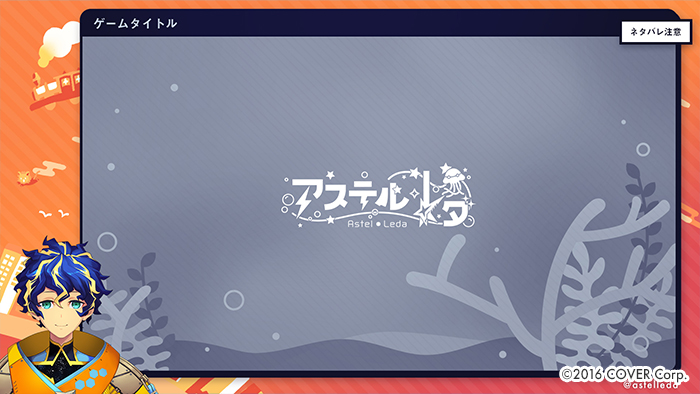 ゲームタイトル
ネタバレ注意
アステル・レダ
Astel ● Leda
©2016 COVER Corp.
@astelleda